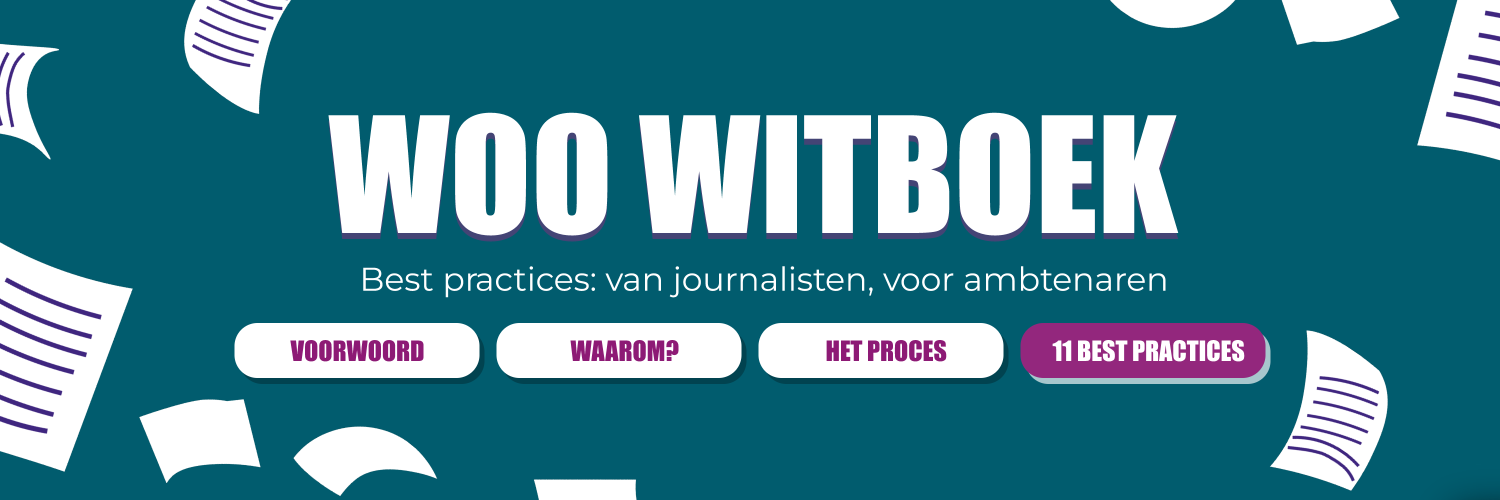 WOO WITBOEK
Best practices: van journalisten, voor ambtenaren
VOORWOORD
WAAROM?
HET PROCES
11 BEST PRACTICES